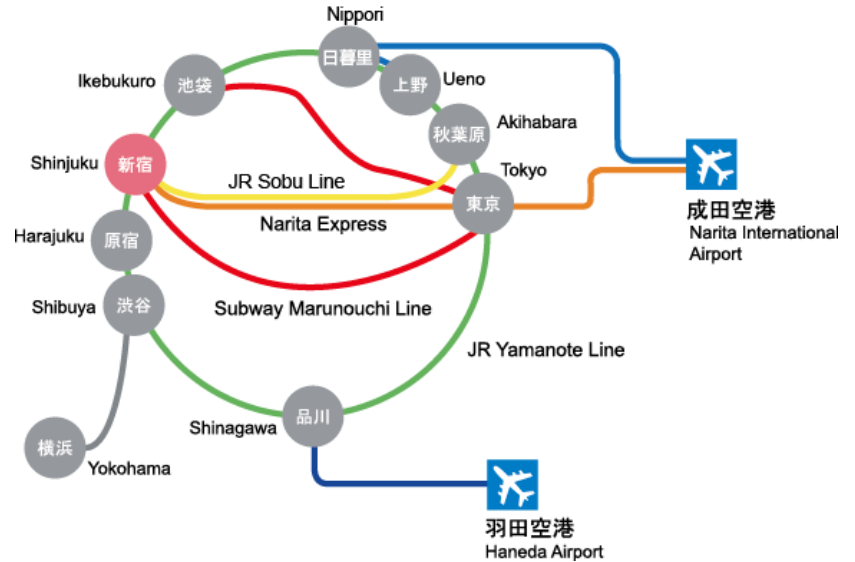 Nippori
日暮里
Ikebukuro
池袋
上野
Ueno
秋葉原
Akihabara
Shinjuku
新宿
JR Sobu Line
Tokyo
東京
Narita Express
成田空港
Narita International
Airport
Harajuku
原宿
Shibuya
渋谷
Subway Marunouchi Line
JR Yamanote Line
Shinagawa
品川
横浜
Yokohama
羽田空港
Haneda Airport